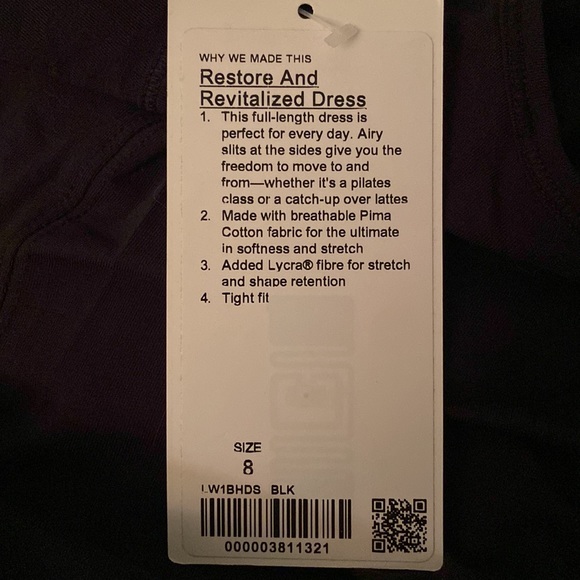 WHY WE MADE THIS
Restore And
Revitalized Dress
1. This full-length dress is
perfect for every day. Airy
slits at the sides give you the
freedom to move to and
from—whether it's a pilates
class or a catch-up over lattes
2. Made with breathable Pima
Cotton fabric for the ultimate
in softness and stretch
3. Added Lycra® fibre for stretch
and shape retention
4. Tight fit
SIZE
8
LW1BHDS BLK
000003811321